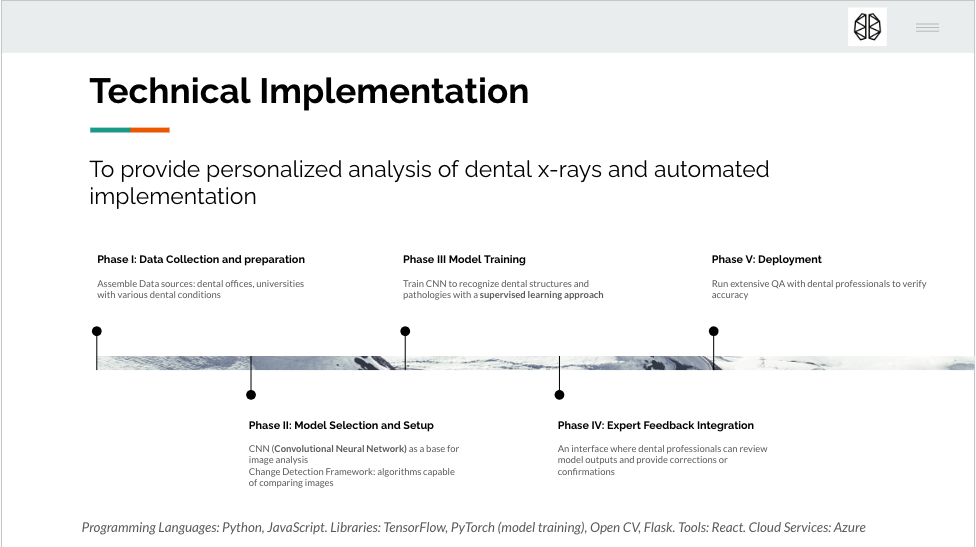 Technical Implementation
To provide personalized analysis of dental x-rays and automated
implementation
Phase I: Data Collection and preparation
Assemble Data sources: dental offices, universities
with various dental conditions
Phase III Model Training
Train CNN to recognize dental structures and
pathologies with a supervised learning approach
Phase V: Deployment
Run extensive QA with dental professionals to verify
accuracy
Phase II: Model Selection and Setup
CNN (Convolutional Neural Network) as a base for
image analysis
Change Detection Framework: algorithms capable
of comparing images
Phase IV: Expert Feedback Integration
An interface where dental professionals can review
model outputs and provide corrections or
confirmations
Programming Languages: Python, JavaScript. Libraries: TensorFlow, PyTorch (model training), Open CV, Flask. Tools: React. Cloud Services: Azure